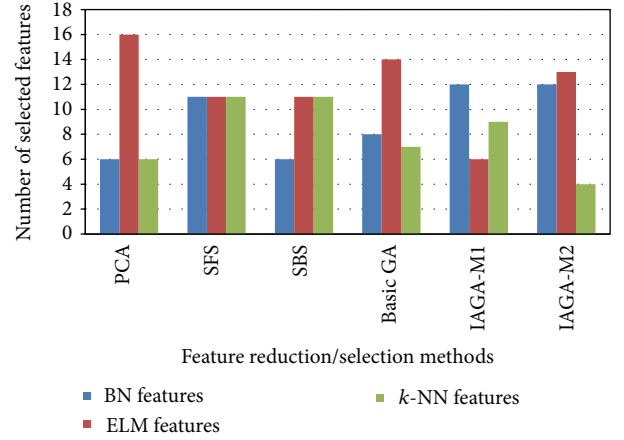 Number of selected features
18
16
14
12
10
8
6
4
2
0
PCA
SFS
SBS
Basic GA
IAGA-M1
IAGA-M2
Feature reduction/selection methods
BN features
ELM features
k-NN features